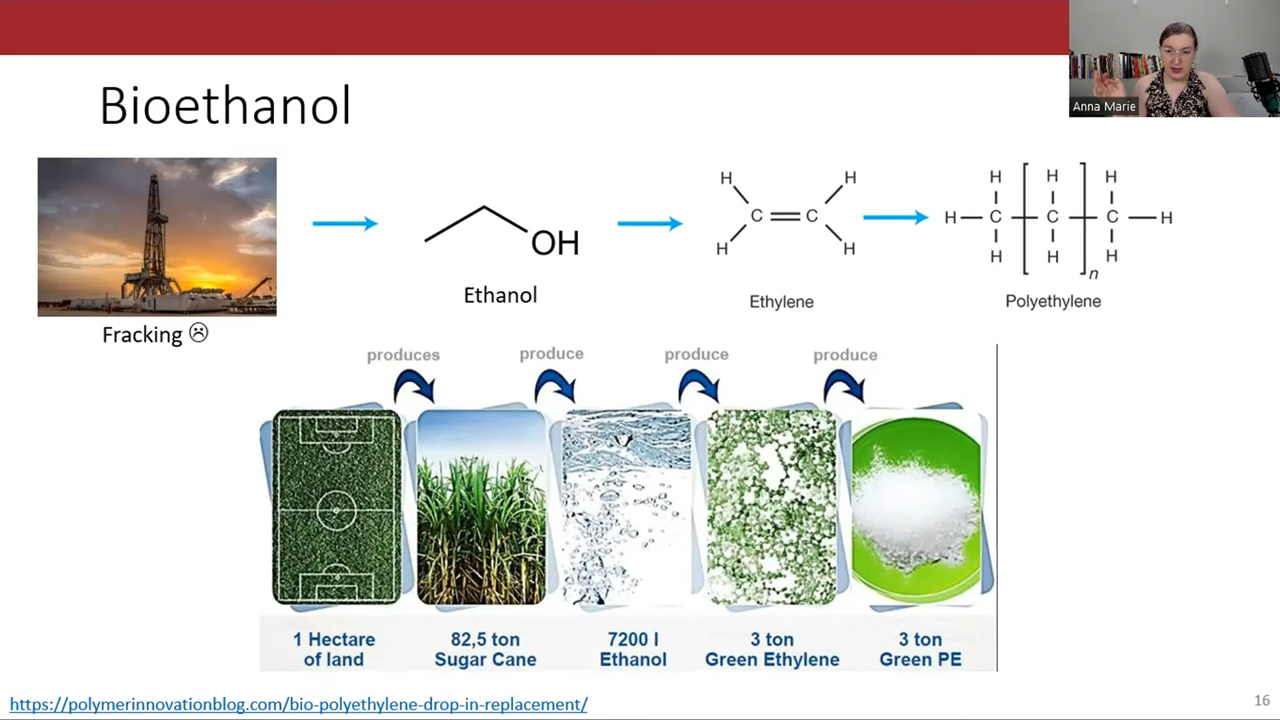 Anna Marie
Bioethanol
Fracking ☹
OH
Ethanol
H H
C C
H H
Ethylene
H H H
H C C C H
H H H
n
Polyethylene
produces produce produce produce
1 Hectare
of land
82,5 ton
Sugar Cane
7200 l
Ethanol
3 ton
Green Ethylene
3 ton
Green PE
https://polymerinnovationblog.com/bio-polyethylene-drop-in-replacement/
16